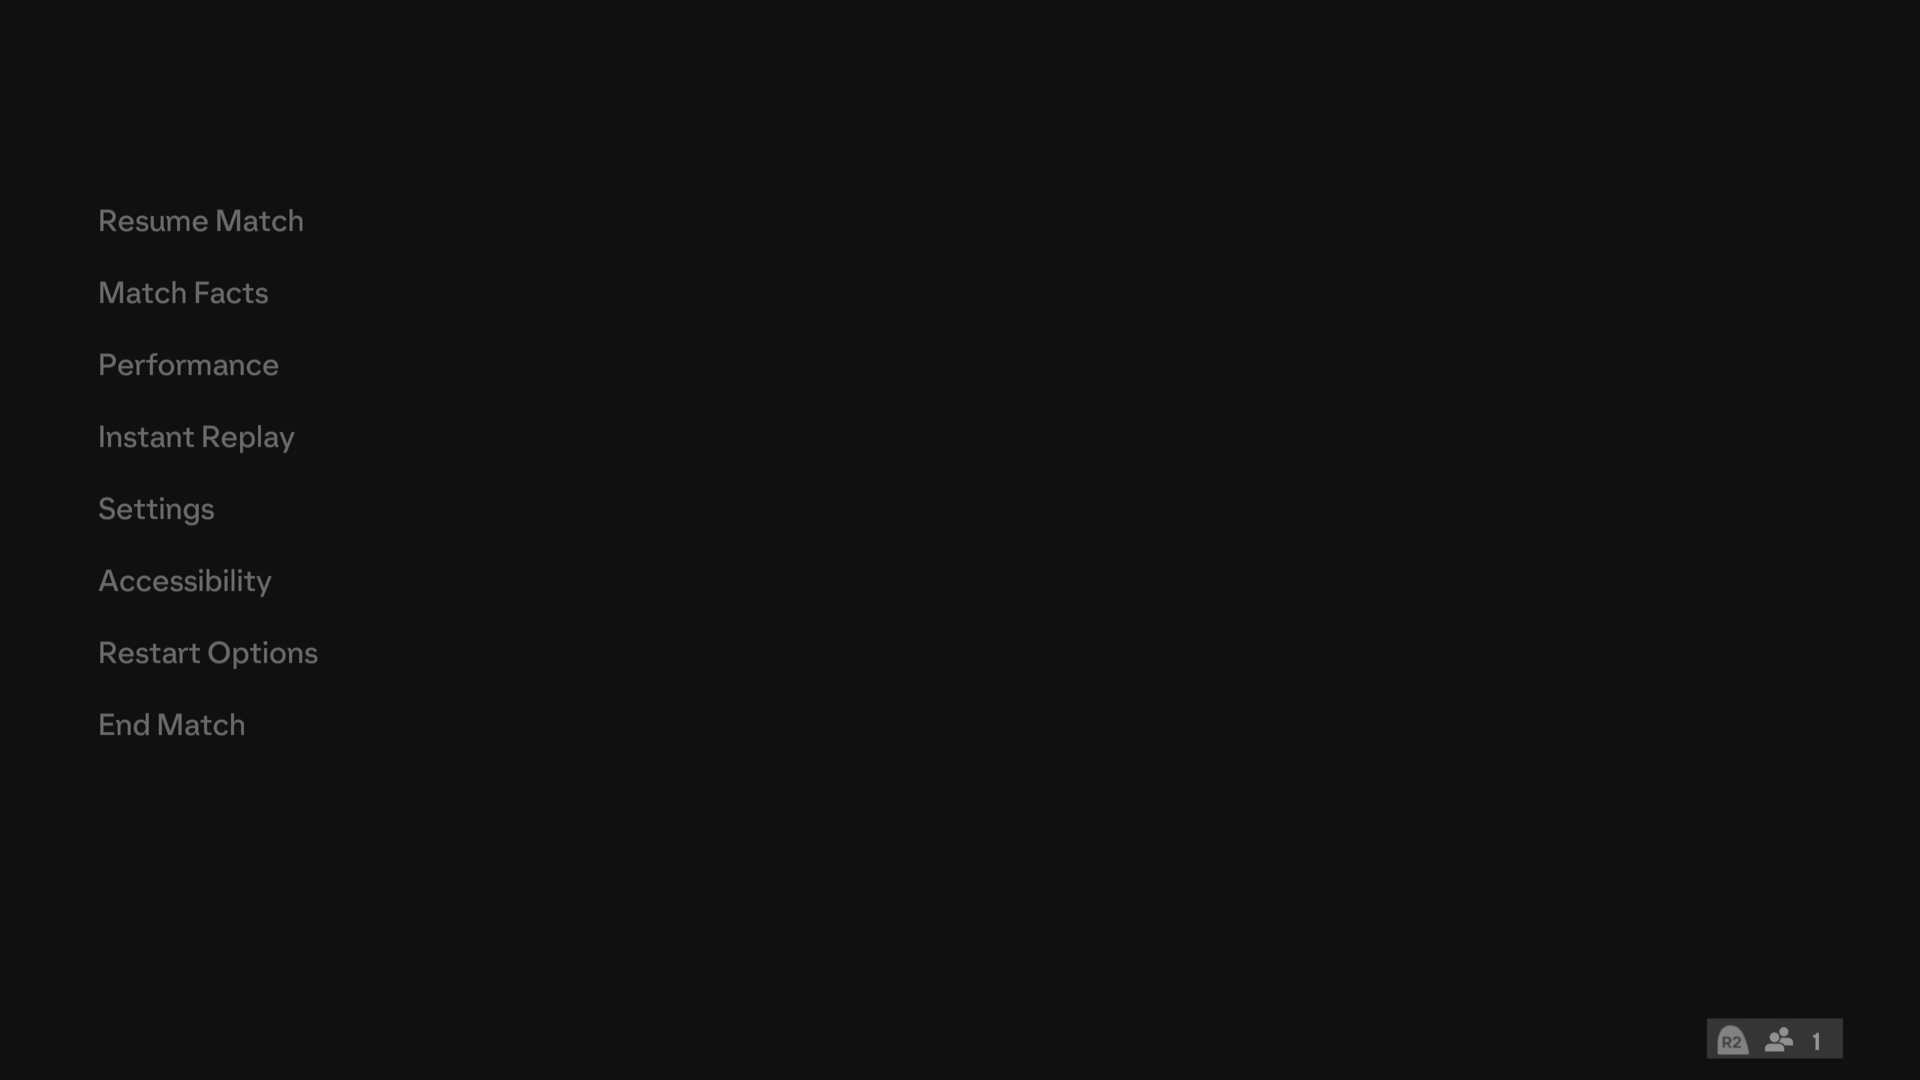 Resume Match
Match Facts
Performance
Instant Replay
Settings
Accessibility
Restart Options
End Match
R2 1